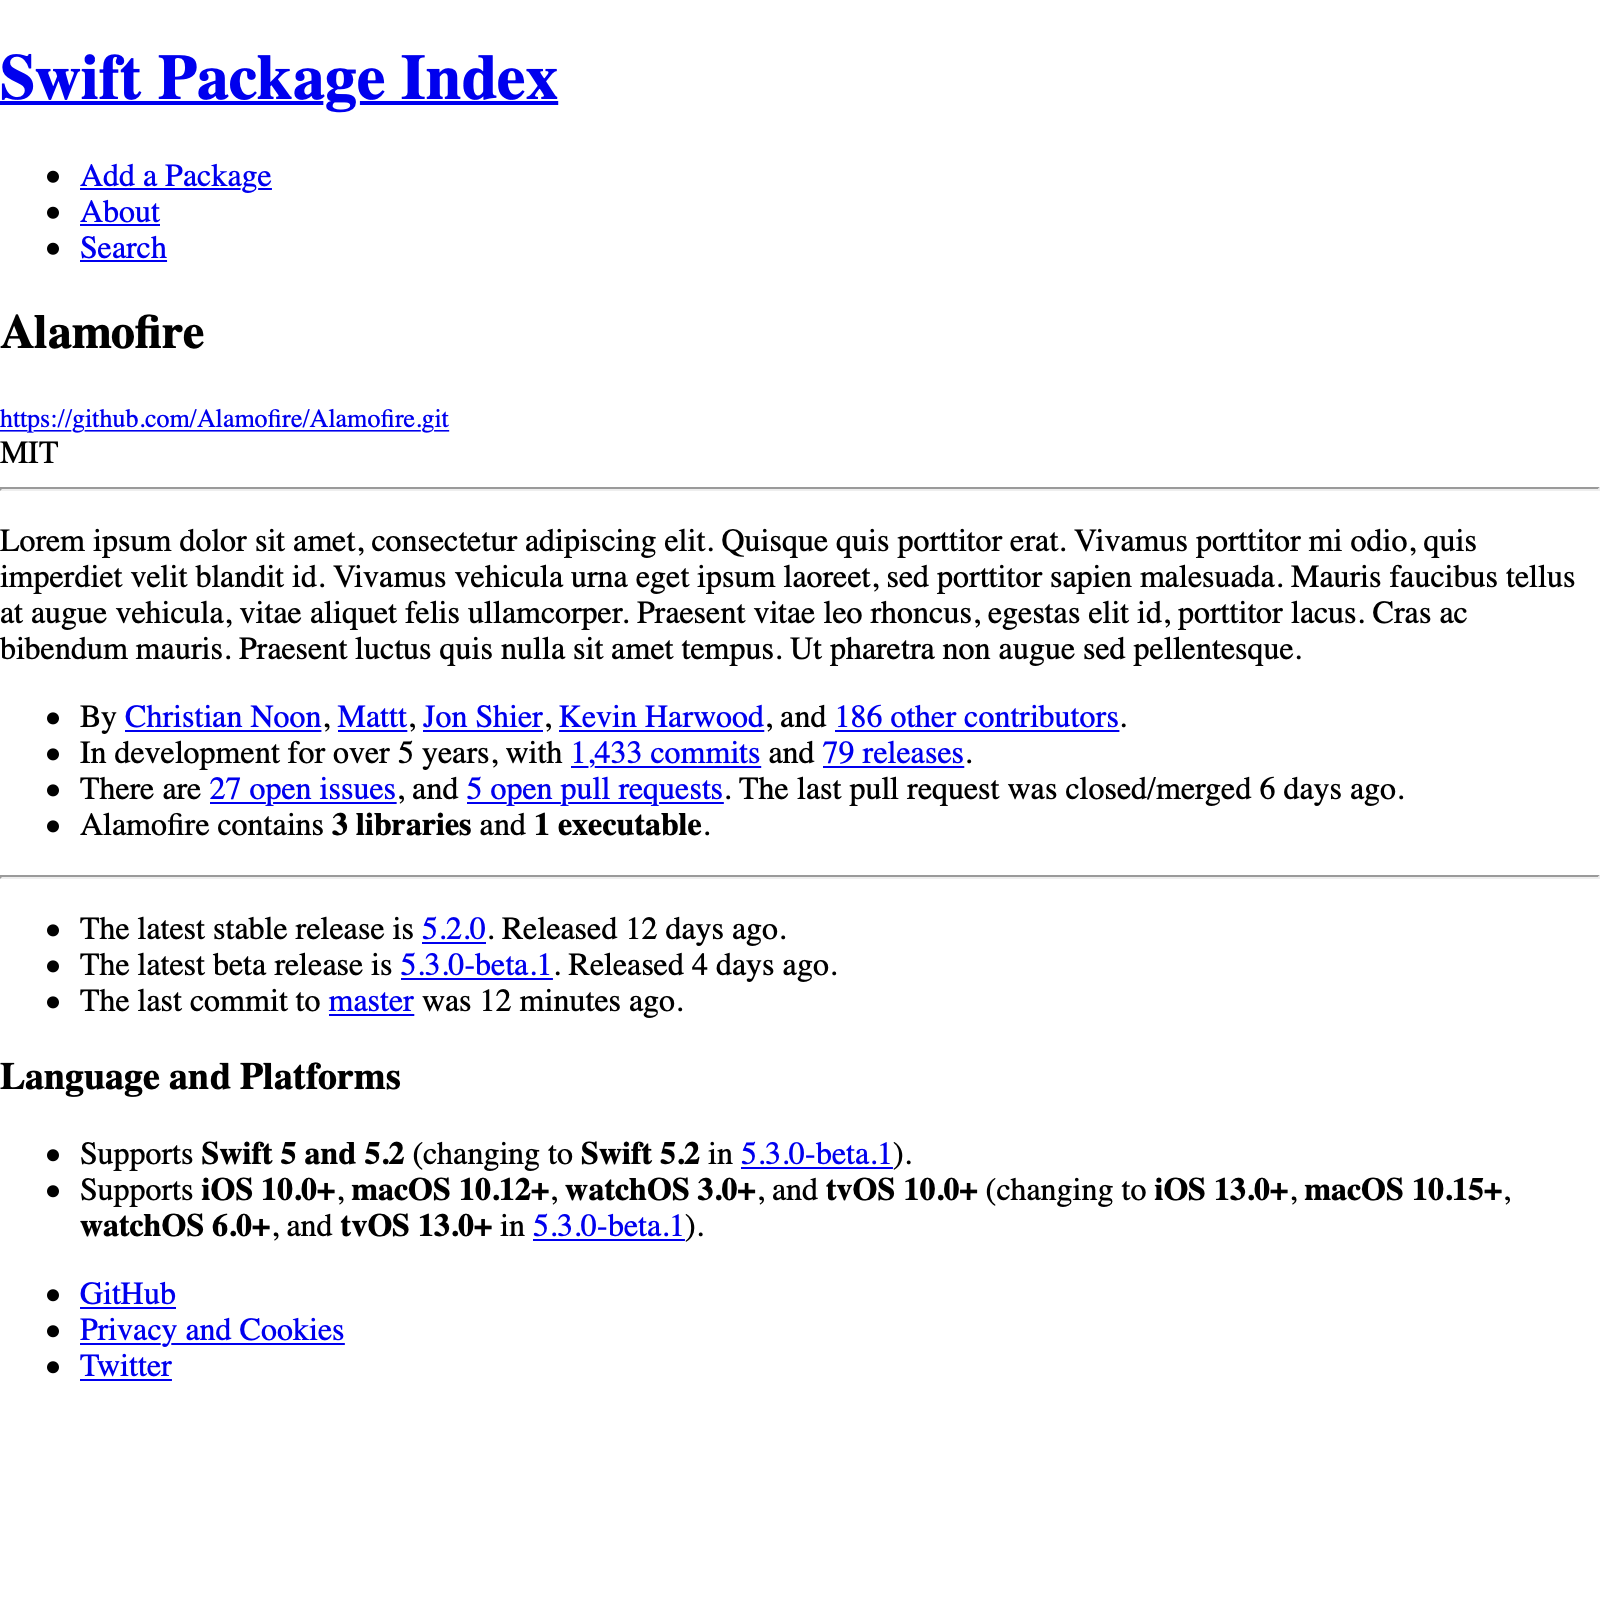 Swift Package Index
Add a Package
About
Search
Alamofire
https://github.com/Alamofire/Alamofire.git
MIT
Lorem ipsum dolor sit amet, consectetur adipiscing elit. Quisque quis porttitor erat. Vivamus porttitor mi odio, quis
imperdiet velit blandit id. Vivamus vehicula urna eget ipsum laoreet, sed porttitor sapien malesuada. Mauris faucibus tellus
at augue vehicula, vitae aliquet felis ullamcorper. Praesent vitae leo rhoncus, egestas elit id, porttitor lacus. Cras ac
bibendum mauris. Praesent luctus quis nulla sit amet tempus. Ut pharetra non augue sed pellentesque.
By Christian Noon, Mattt, Jon Shier, Kevin Harwood, and 186 other contributors.
In development for over 5 years, with 1,433 commits and 79 releases.
There are 27 open issues, and 5 open pull requests. The last pull request was closed/merged 6 days ago.
Alamofire contains 3 libraries and 1 executable.
The latest stable release is 5.2.0. Released 12 days ago.
The latest beta release is 5.3.0-beta.1. Released 4 days ago.
The last commit to master was 12 minutes ago.
Language and Platforms
Supports Swift 5 and 5.2 (changing to Swift 5.2 in 5.3.0-beta.1).
Supports iOS 10.0+, macOS 10.12+, watchOS 3.0+, and tvOS 10.0+ (changing to iOS 13.0+, macOS 10.15+,
watchOS 6.0+, and tvOS 13.0+ in 5.3.0-beta.1).
GitHub
Privacy and Cookies
Twitter